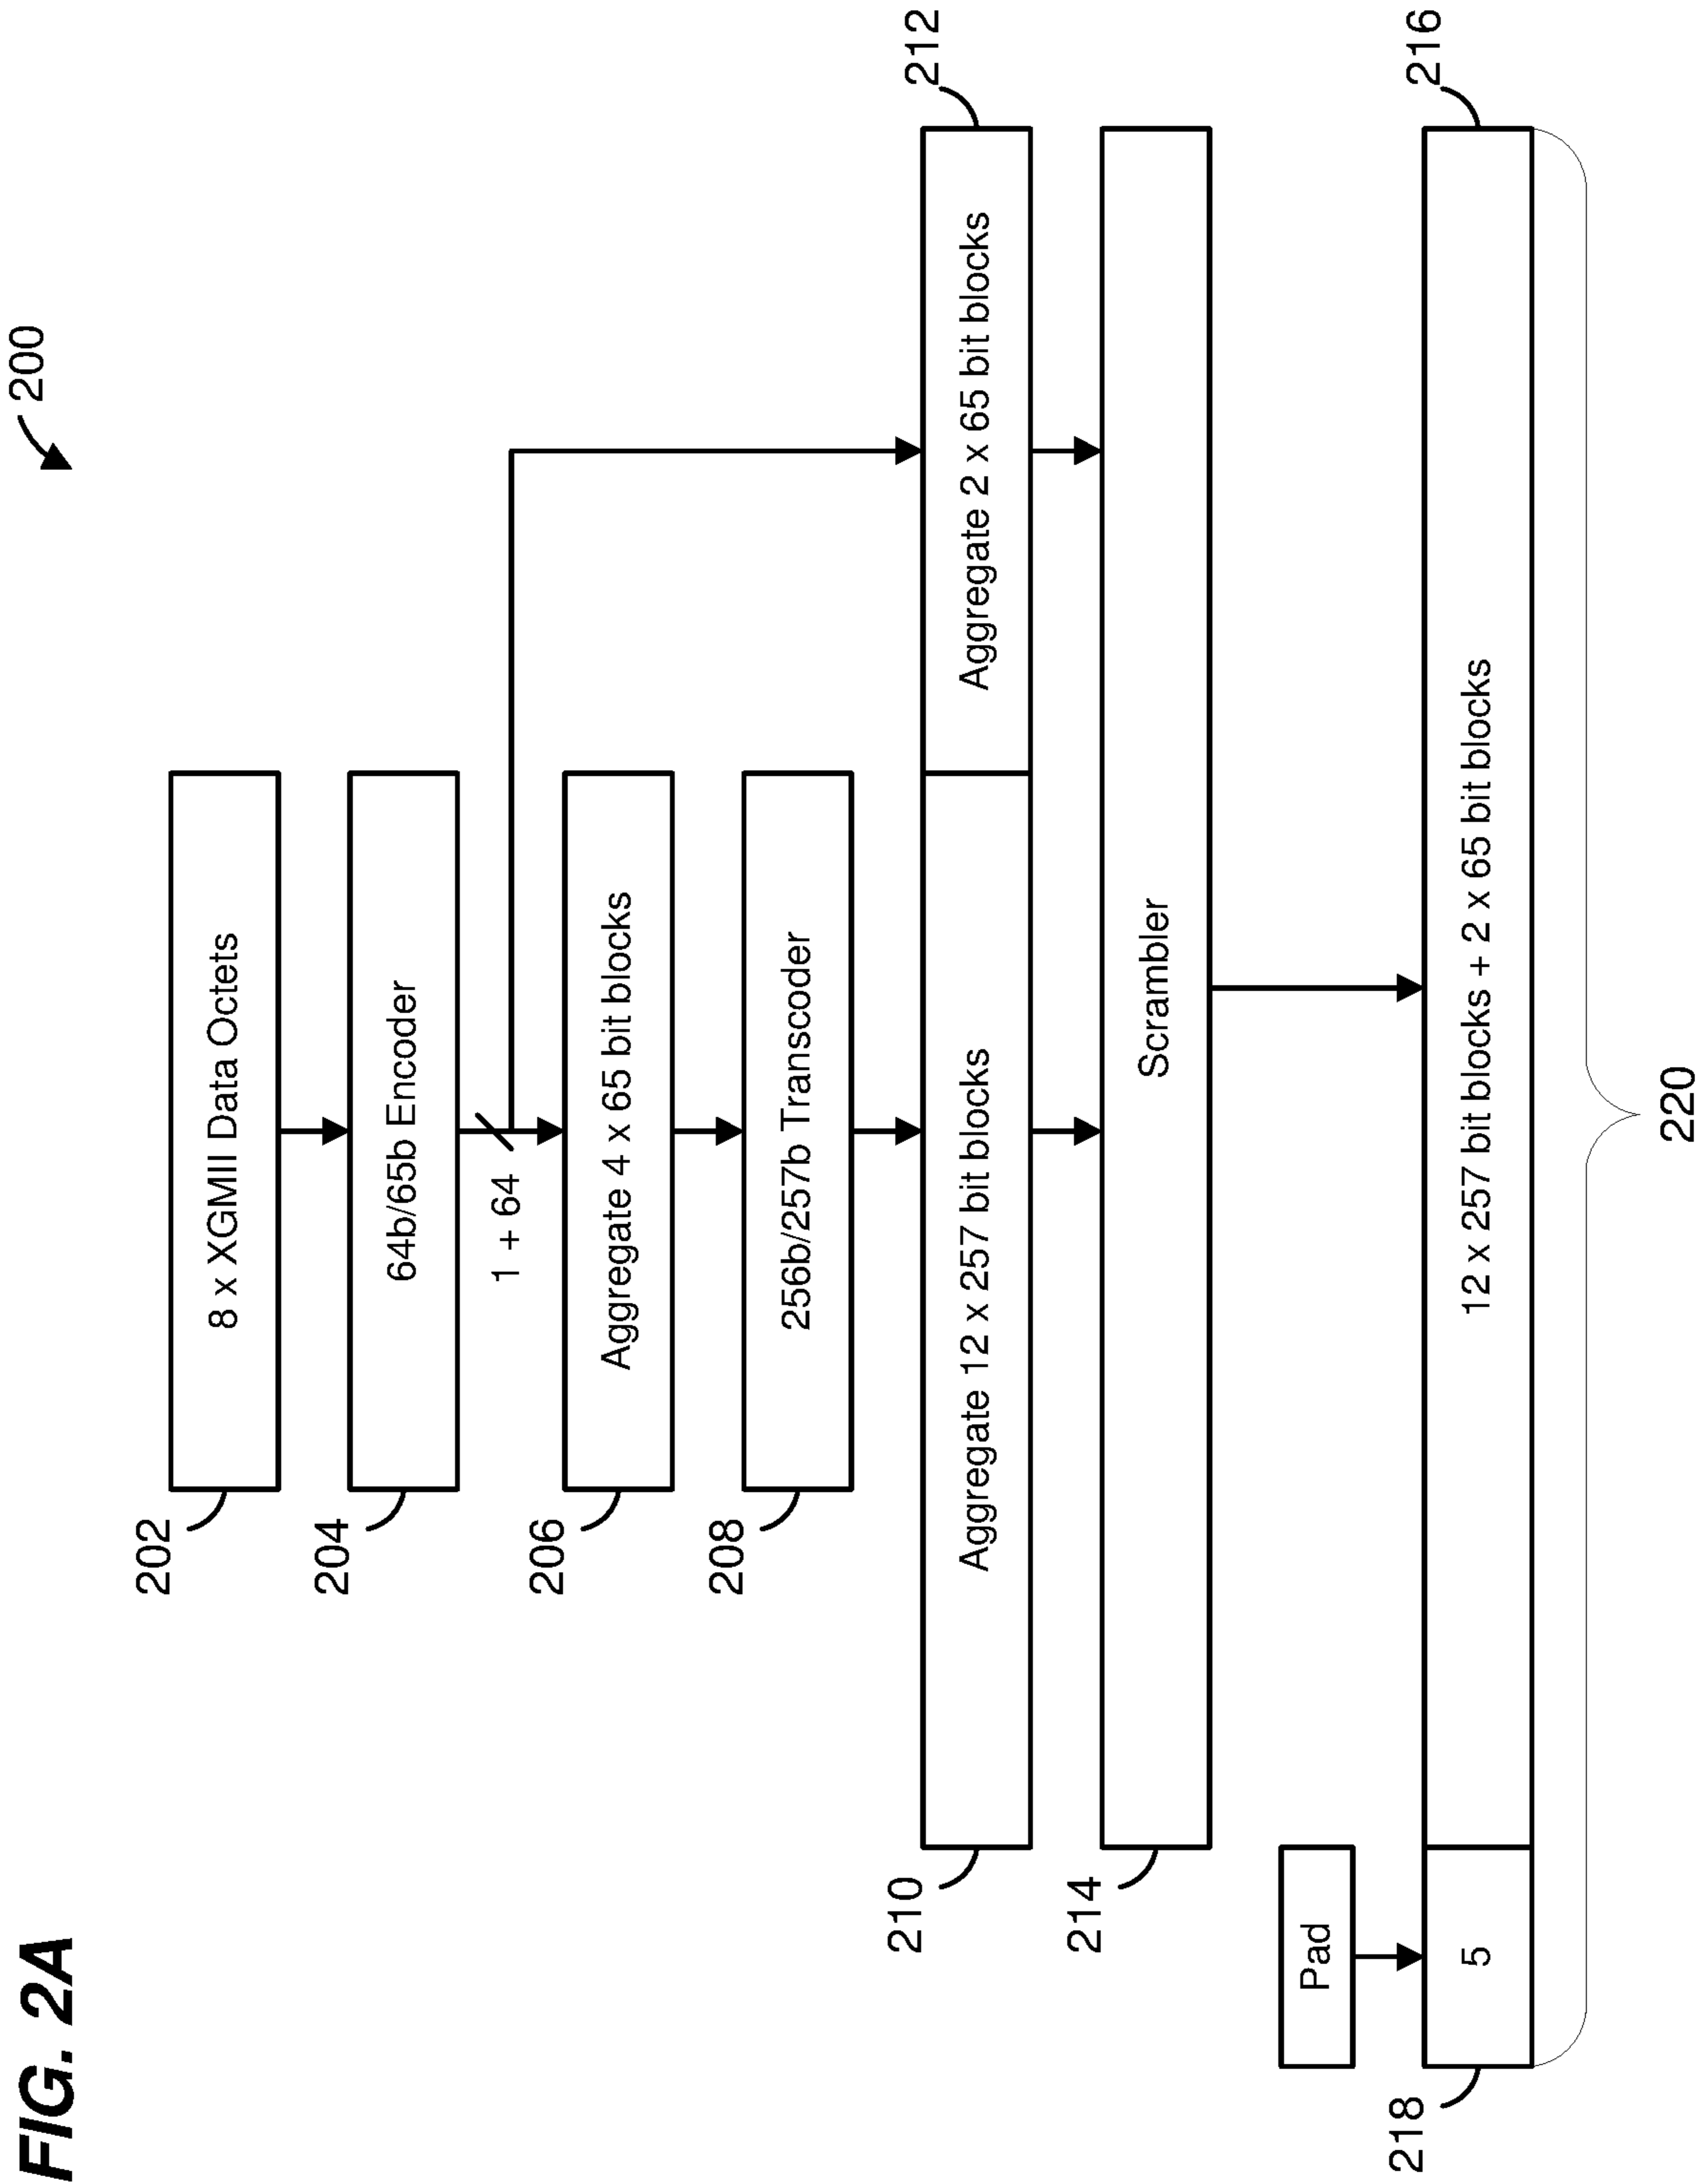 FIG. 2A
200
202
8 x XGMII Data Octets
204
64b/65b Encoder
1 + 64
206
Aggregate 4 x 65 bit blocks
208
256b/257b Transcoder
210
Aggregate 12 x 257 bit blocks
Aggregate 2 x 65 bit blocks
212
214
Scrambler
Pad
218
5
12 x 257 bit blocks + 2 x 65 bit blocks
216
220